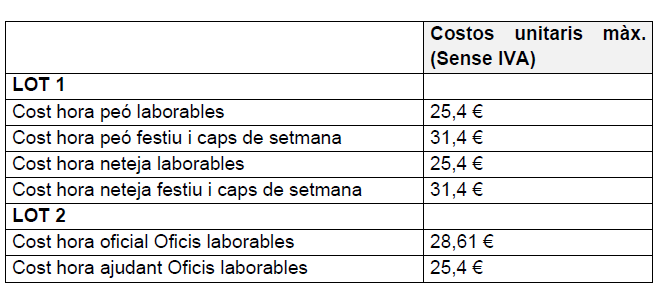 Costos unitaris màx.
(Sense IVA)
LOT 1
Cost hora peó laborables 25,4 €
Cost hora peó festiu i caps de setmana 31,4 €
Cost hora neteja laborables 25,4 €
Cost hora neteja festiu i caps de setmana 31,4 €
LOT 2
Cost hora oficial Oficis laborables 28,61 €
Cost hora ajudant Oficis laborables 25,4 €